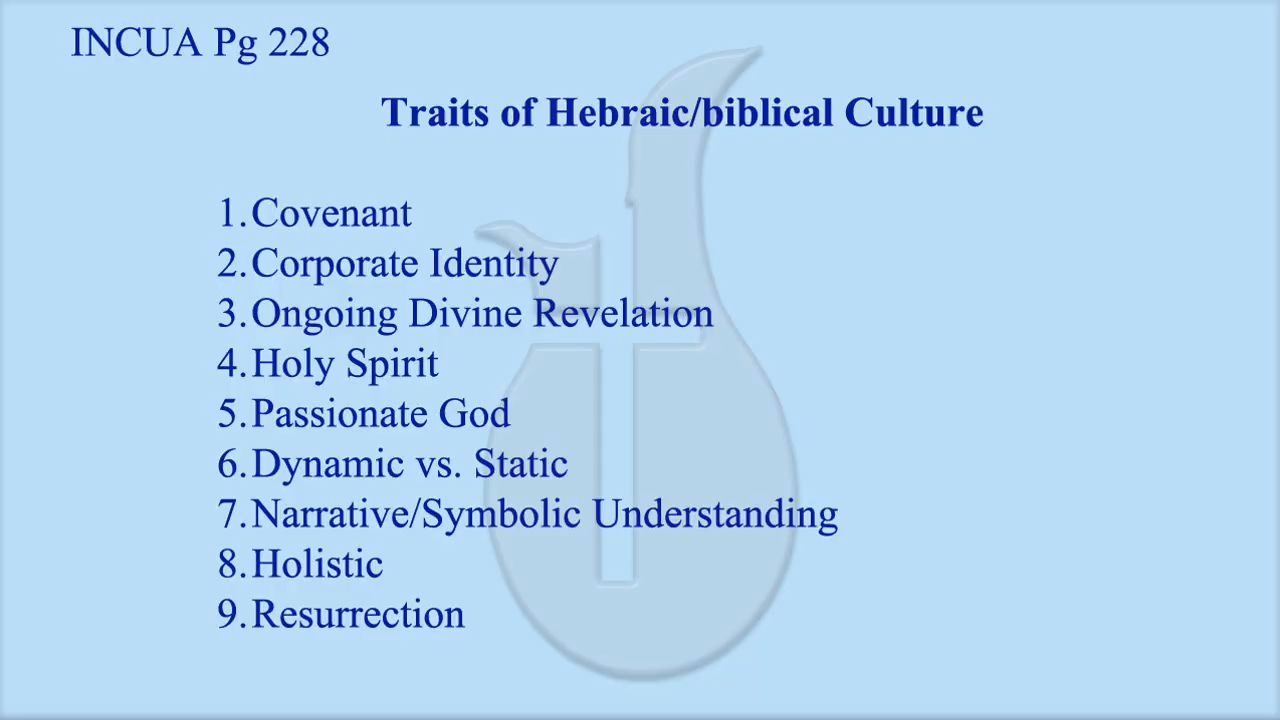 INCUA Pg 228
Traits of Hebraic/biblical Culture
1. Covenant
2. Corporate Identity
3. Ongoing Divine Revelation
4. Holy Spirit
5. Passionate God
6. Dynamic vs. Static
7. Narrative/Symbolic Understanding
8. Holistic
9. Resurrection